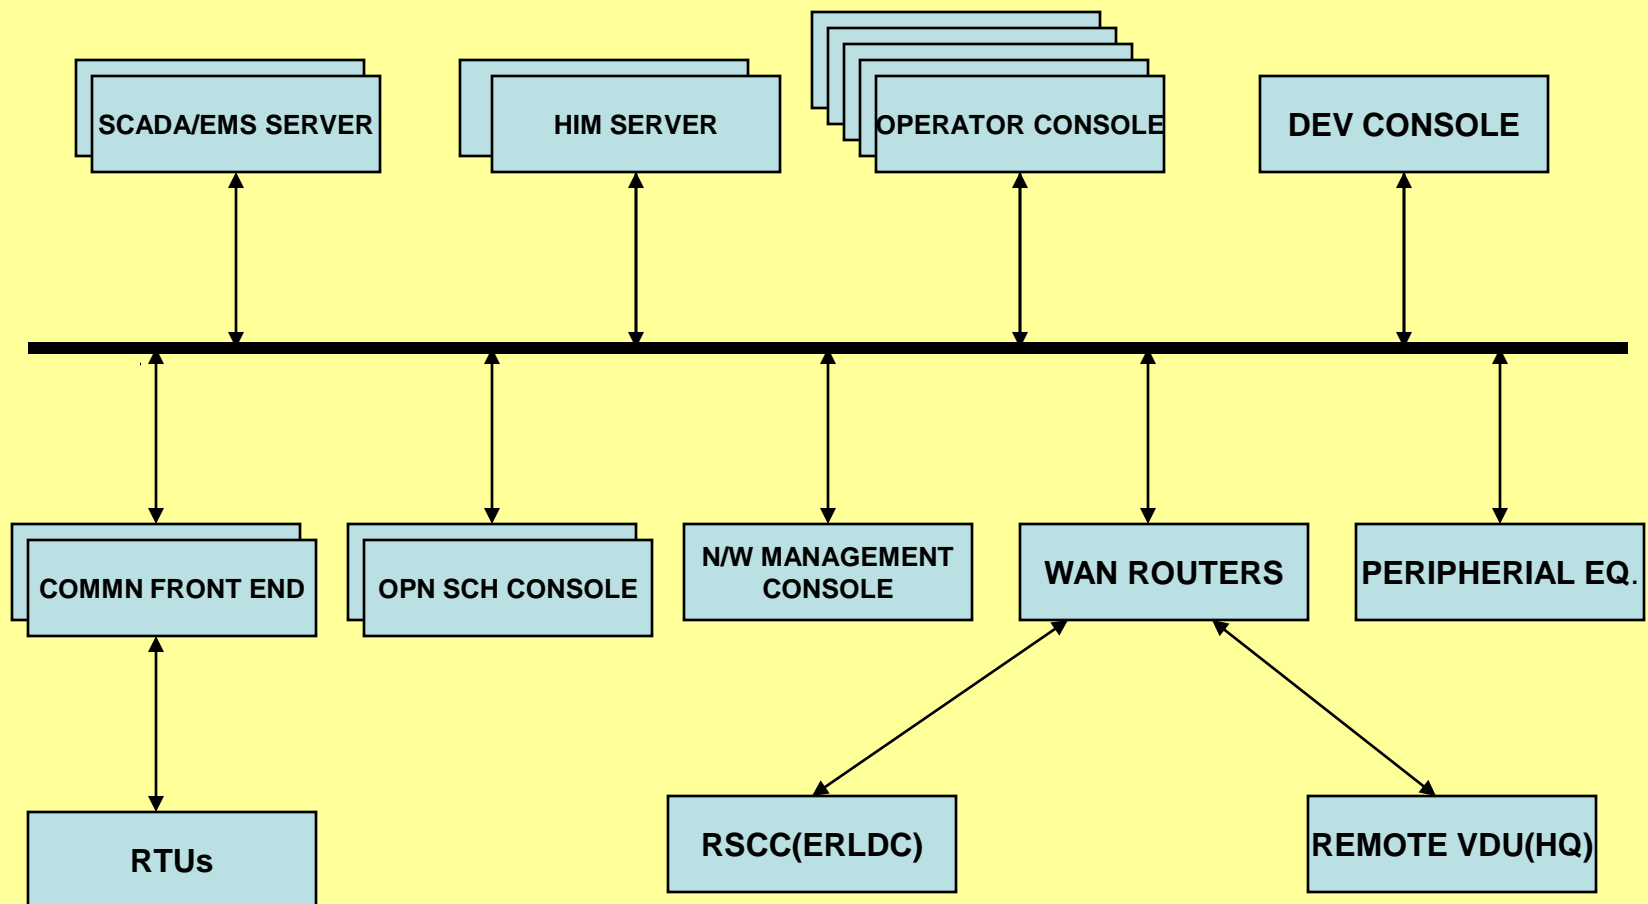 SCADA/EMS SERVER
HIM SERVER
OPERATOR CONSOLE
DEV CONSOLE
COMMN FRONT END
OPN SCH CONSOLE
N/W MANAGEMENT
CONSOLE
WAN ROUTERS
PERIPHERIAL EQ.
RTUs
RSCC(ERLDC)
REMOTE VDU(HQ)